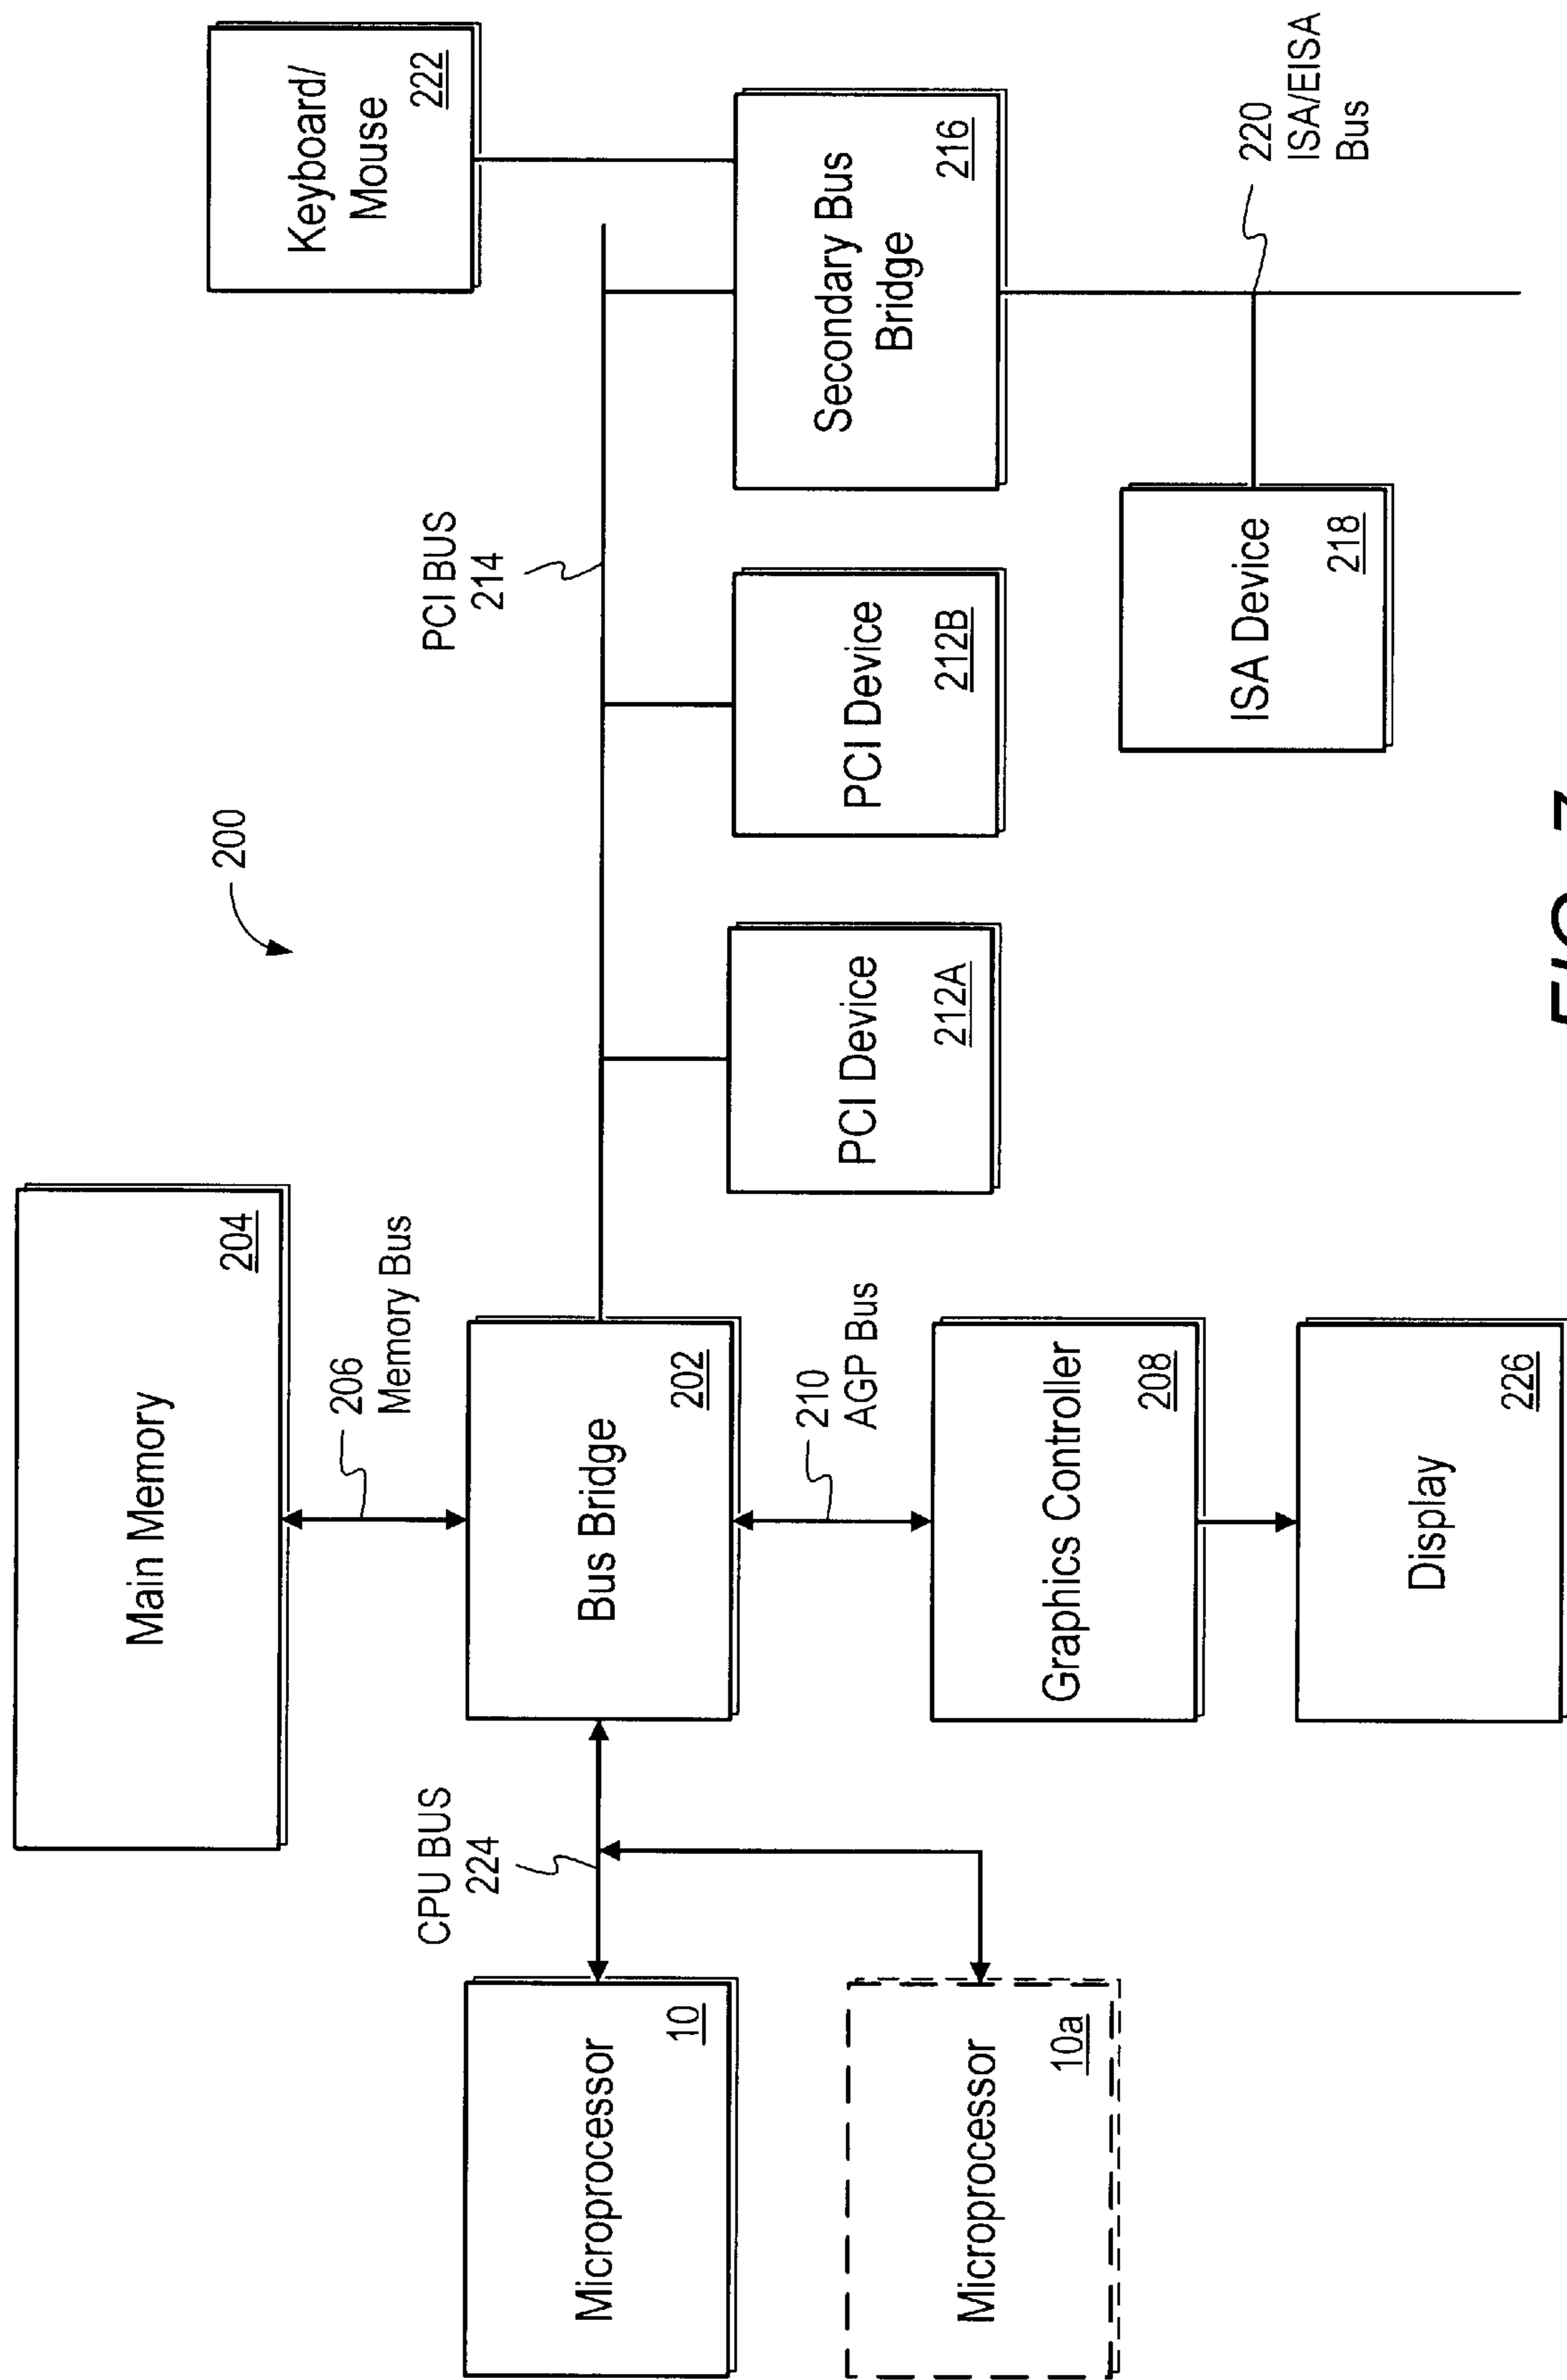 200
Main Memory
204
206
Memory Bus
Keyboard/
Mouse
222
CPU BUS
224
PCI BUS
214
Microprocessor
10
Bus Bridge
202
Microprocessor
10a
210
AGP Bus
PCI Device
212A
PCI Device
212B
Secondary Bus
Bridge
216
Graphics Controller
208
ISA Device
218
220
ISA/EISA
Bus
Display
226
FIG. 7